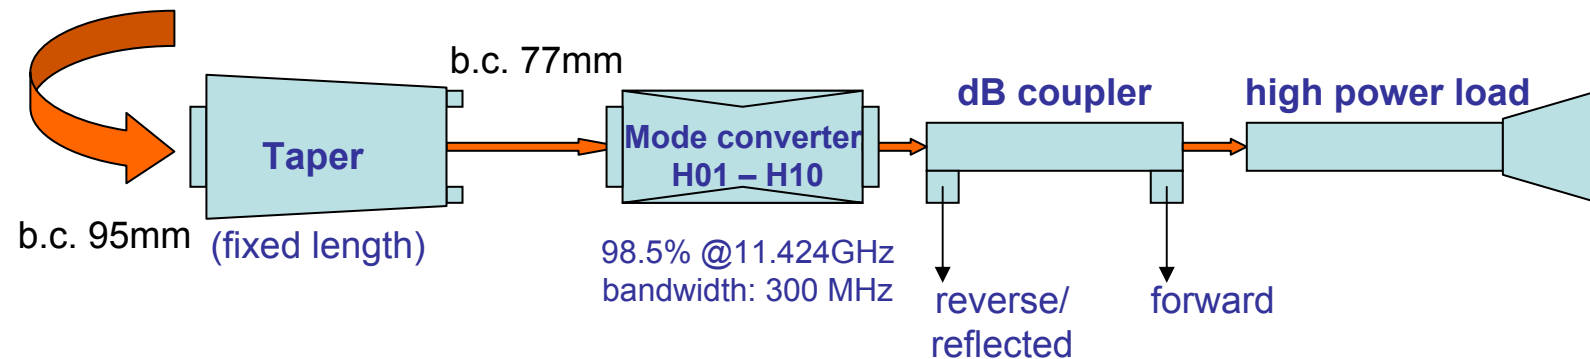 b.c. 77mm
dB coupler
high power load
Taper
Mode converter
H01 – H10
b.c. 95mm
(fixed length)
98.5% @11.424GHz
bandwidth: 300 MHz
reverse/
reflected
forward